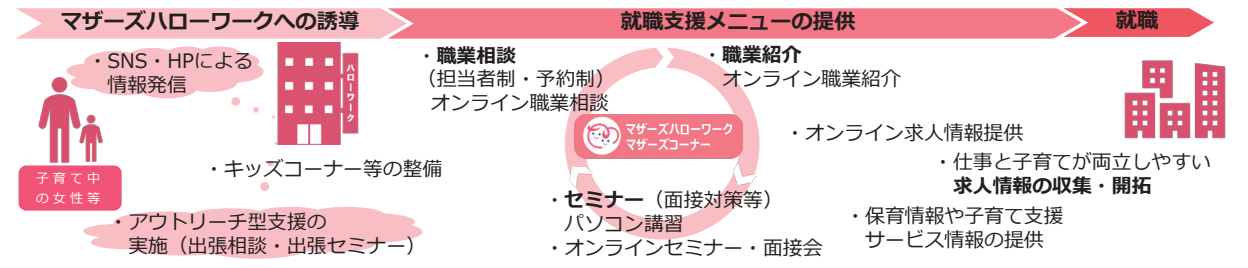 マザーズハローワークへの誘導
就職支援メニューの提供
就職
・SNS・HPによる
情報発信
ハローワーク
子育て中
の女性等
・キッズコーナー等の整備
・アウトリーチ型支援の
実施（出張相談・出張セミナー）
・職業相談
（担当者制・予約制）
オンライン職業相談
・職業紹介
オンライン職業紹介
マザーズハローワーク
マザーズコーナー
・セミナー（面接対策等）
パソコン講習
・オンラインセミナー・面接会
・オンライン求人情報提供
・仕事と子育てが両立しやすい
求人情報の収集・開拓
・保育情報や子育て支援
サービス情報の提供